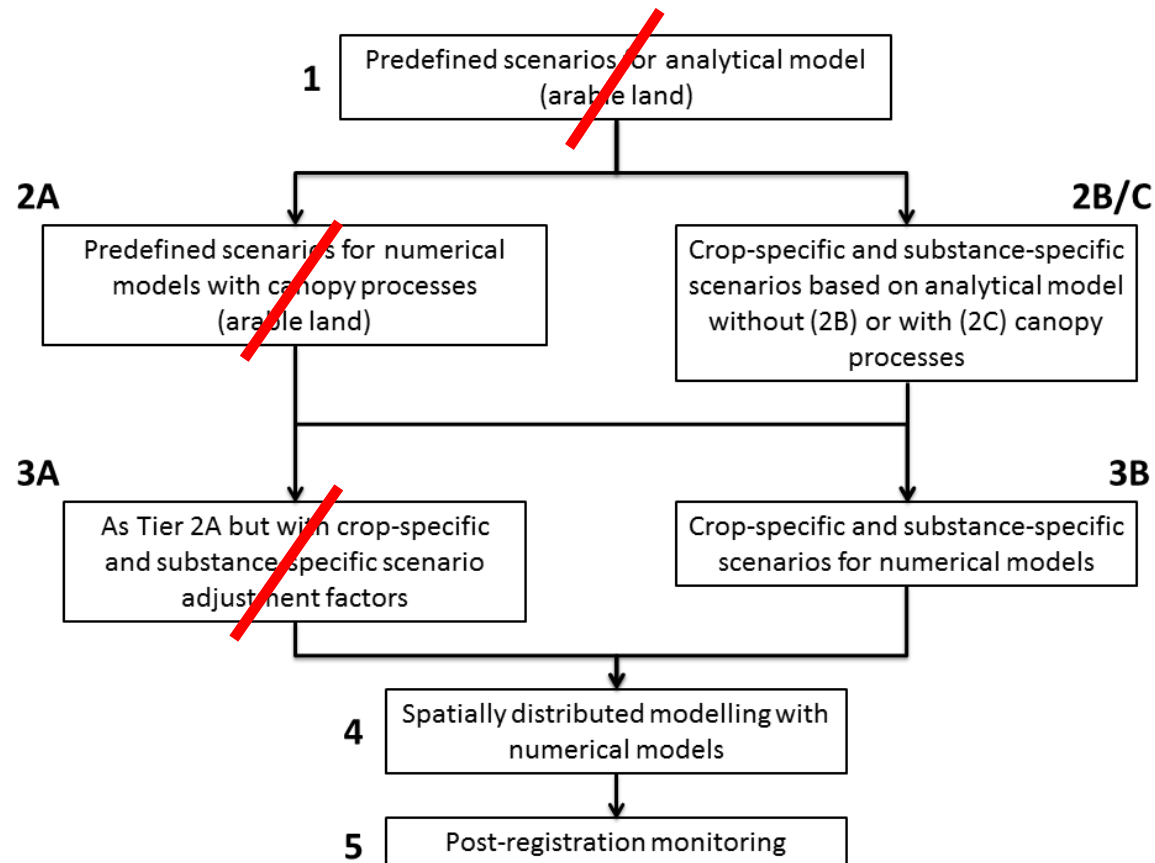 1
Predefined scenarios for analytical model
(arable land)
2A
2B/C
Predefined scenarios for numerical
models with canopy processes
(arable land)
Crop-specific and substance-specific
scenarios based on analytical model
without (2B) or with (2C) canopy
processes
3A
3B
As Tier 2A but with crop-specific
and substance-specific scenario
adjustment factors
Crop-specific and substance-specific
scenarios for numerical models
4
Spatially distributed modelling with
numerical models
5
Post-registration monitoring